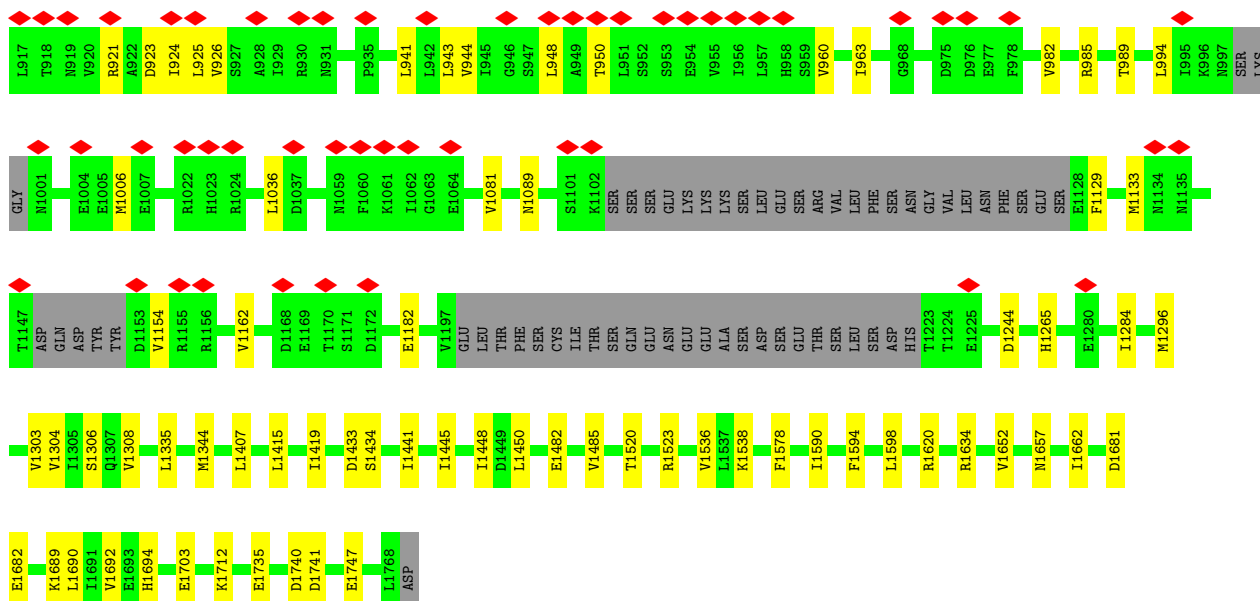 L917 T918 N919 V920 R921 A922 D923 I924 L925 V926 S927 A928 I929 R930 N931 P935 L941 L942 L943 V944 I945 G946 S947 L948 A949 T950 L951 S952 S953 E954 V955 I956 L957 H958 S959 V960 I963 G968 D975 D976 E977 F978 V982 R985 T989 L994 I995 K996 N997 SER LYS
GLY N1001 E1004 E1005 M1006 E1007 R1022 H1023 R1024 L1036 D1037 N1059 F1060 K1061 I1062 G1063 E1064 V1081 N1089 S1101 K1102 SER SER SER GLU LYS LYS LYS SER LEU GLU SER ARG VAL LEU PHE SER ASN GLY VAL LEU ASN PHE SER GLU SER E1128 F1129 M1133 N1134 N1135
T1147 ASP GLN ASP TYR TYR D1153 V1154 R1155 R1156 V1162 D1168 E1169 T1170 S1171 D1172 E1182 V1197 GLU LEU THR PHE SER CYS ILE THR SER GLN GLU ASN GLU GLU ALA SER ASP SER GLU THR SER LEU SER ASP HIS T1223 T1224 E1225 D1244 H1265 E1280 I1284 M1296
V1303 V1304 I1305 S1306 Q1307 V1308 L1335 M1344 L1407 L1415 I1419 D1433 S1434 I1441 I1445 I1448 D1449 L1450 E1482 V1485 T1520 R1523 V1536 L1537 K1538 F1578 I1590 F1594 L1598 R1620 R1634 V1652 N1657 I1662 D1681
E1682 K1689 L1690 I1691 V1692 E1693 H1694 E1703 K1712 E1735 D1740 D1741 E1747 L1768 ASP